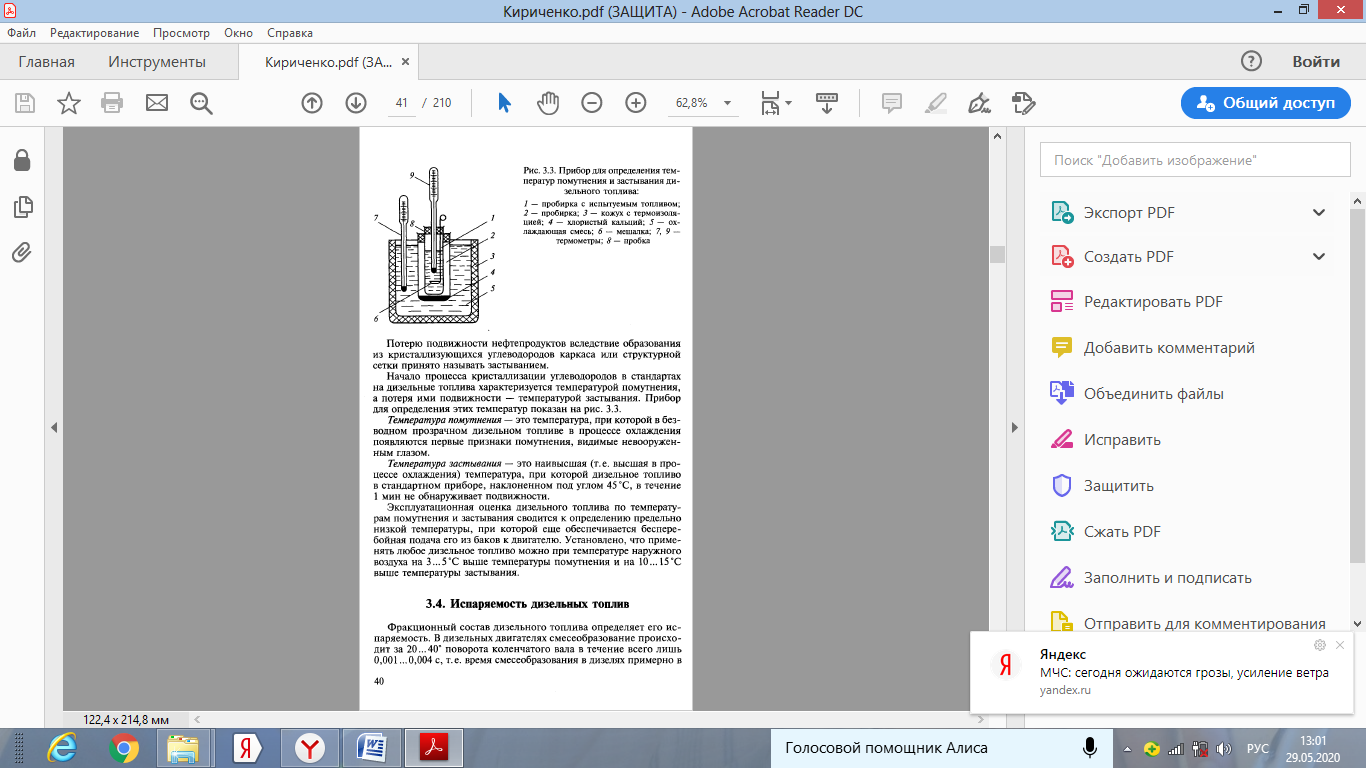 Кириченко.pdf (ЗАЩИТА) - Adobe Acrobat Reader DC
Файл Редактирование Просмотр Окно Справка
Главная Инструменты Кириченко.pdf (ЗА... × Войти
41 / 210 62,8% Общий доступ
9
7
8
1
2
3
4
5
6
Рис. 3.3. Прибор для определения тем-
ператур помутнения и застывания ди-
зельного топлива:
1 — пробирка с испытуемым топливом;
2 — пробирка; 3 — кожух с термоизоля-
цией; 4 — хлористый кальций; 5 — ох-
лаждающая смесь; 6 — мешалка; 7, 9 —
термометры; 8 — пробка
Потерю подвижности нефтепродуктов вследствие образования
из кристаллизующихся углеводородов каркаса или структурной
сетки принято называть застыванием.
Начало процесса кристаллизации углеводородов в стандартах
на дизельные топлива характеризуется температурой помутнения,
а потеря ими подвижности — температурой застывания. Прибор
для определения этих температур показан на рис. 3.3.
Температура помутнения — это температура, при которой в без-
водном прозрачном дизельном топливе в процессе охлаждения
появляются первые признаки помутнения, видимые невооружен-
ным глазом.
Температура застывания — это наивысшая (т.е. высшая в про-
цессе охлаждения) температура, при которой дизельное топливо
в стандартном приборе, наклоненном под углом 45 °С, в течение
1 мин не обнаруживает подвижности.
Эксплуатационная оценка дизельного топлива по температу-
рам помутнения и застывания сводится к определению предельно
низкой температуры, при которой еще обеспечивается беспере-
бойная подача его из баков к двигателю. Установлено, что приме-
нять любое дизельное топливо можно при температуре наружного
воздуха на 3...5 °С выше температуры помутнения и на 10...15 °С
выше температуры застывания.
3.4. Испаряемость дизельных топлив
Фракционный состав дизельного топлива определяет его ис-
паряемость. В дизельных двигателях смесеобразование происхо-
дит за 20...40° поворота коленчатого вала в течение всего лишь
0,001...0,004 с, т.е. время смесеобразования в дизелях примерно в
40
122,4 x 214,8 мм
Поиск "Добавить изображение"
Экспорт PDF
Создать PDF
Редактировать PDF
Добавить комментарий
Объединить файлы
Исправить
Защитить
Сжать PDF
Заполнить и подписать
Отправить для комментирования
Я
Яндекс
МЧС: сегодня ожидаются грозы, усиление ветра
yandex.ru
Голосовой помощник Алиса
РУС
13:01
29.05.2020